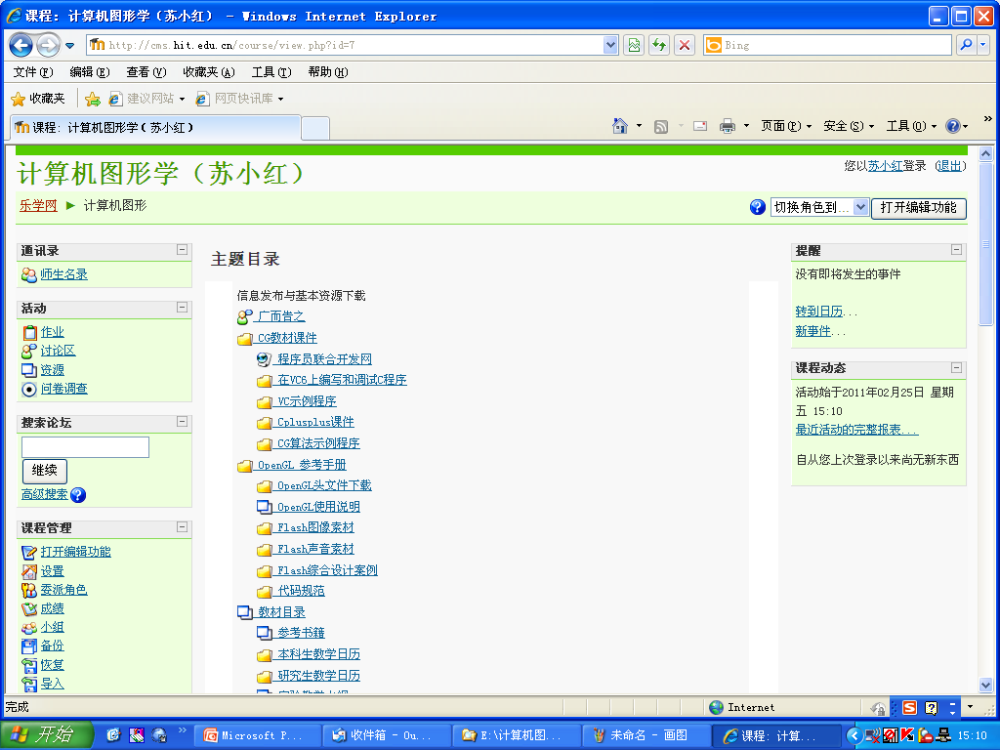 课程: 计算机图形学（苏小红） - Windows Internet Explorer
http://cms.hit.edu.cn/course/view.php?id=7
Bing
文件(F) 编辑(E) 查看(V) 收藏夹(A) 工具(T) 帮助(H)
收藏夹 建议网站 网页快讯库
课程: 计算机图形学（苏小红）
页面(P) 安全(S) 工具(O) »
计算机图形学（苏小红）
您以苏小红登录 (退出)
乐学网 ► 计算机图形
切换角色到... 打开编辑功能
通讯录
师生名录
活动
作业
讨论区
资源
问卷调查
搜索论坛
继续
高级搜索
课程管理
打开编辑功能
设置
委派角色
成绩
小组
备份
恢复
导入
主题目录
信息发布与基本资源下载
广而告之
CG教材课件
程序员联合开发网
在VC6上编写和调试C程序
VC示例程序
Cplusplus课件
CG算法示例程序
OpenGL 参考手册
OpenGL头文件下载
OpenGL使用说明
Flash图像素材
Flash声音素材
Flash综合设计案例
代码规范
教材目录
参考书籍
本科生教学日历
研究生教学日历
提醒
没有即将发生的事件
转到日历...
新事件...
课程动态
活动始于2011年02月25日 星期
五 15:10
最近活动的完整报表...
自从您上次登录以来尚无新东西
完成
Internet
开始
» Microsoft P...
收件箱 - Ou...
E:\计算机图...
未命名 - 画图
课程: 计算...
15:10